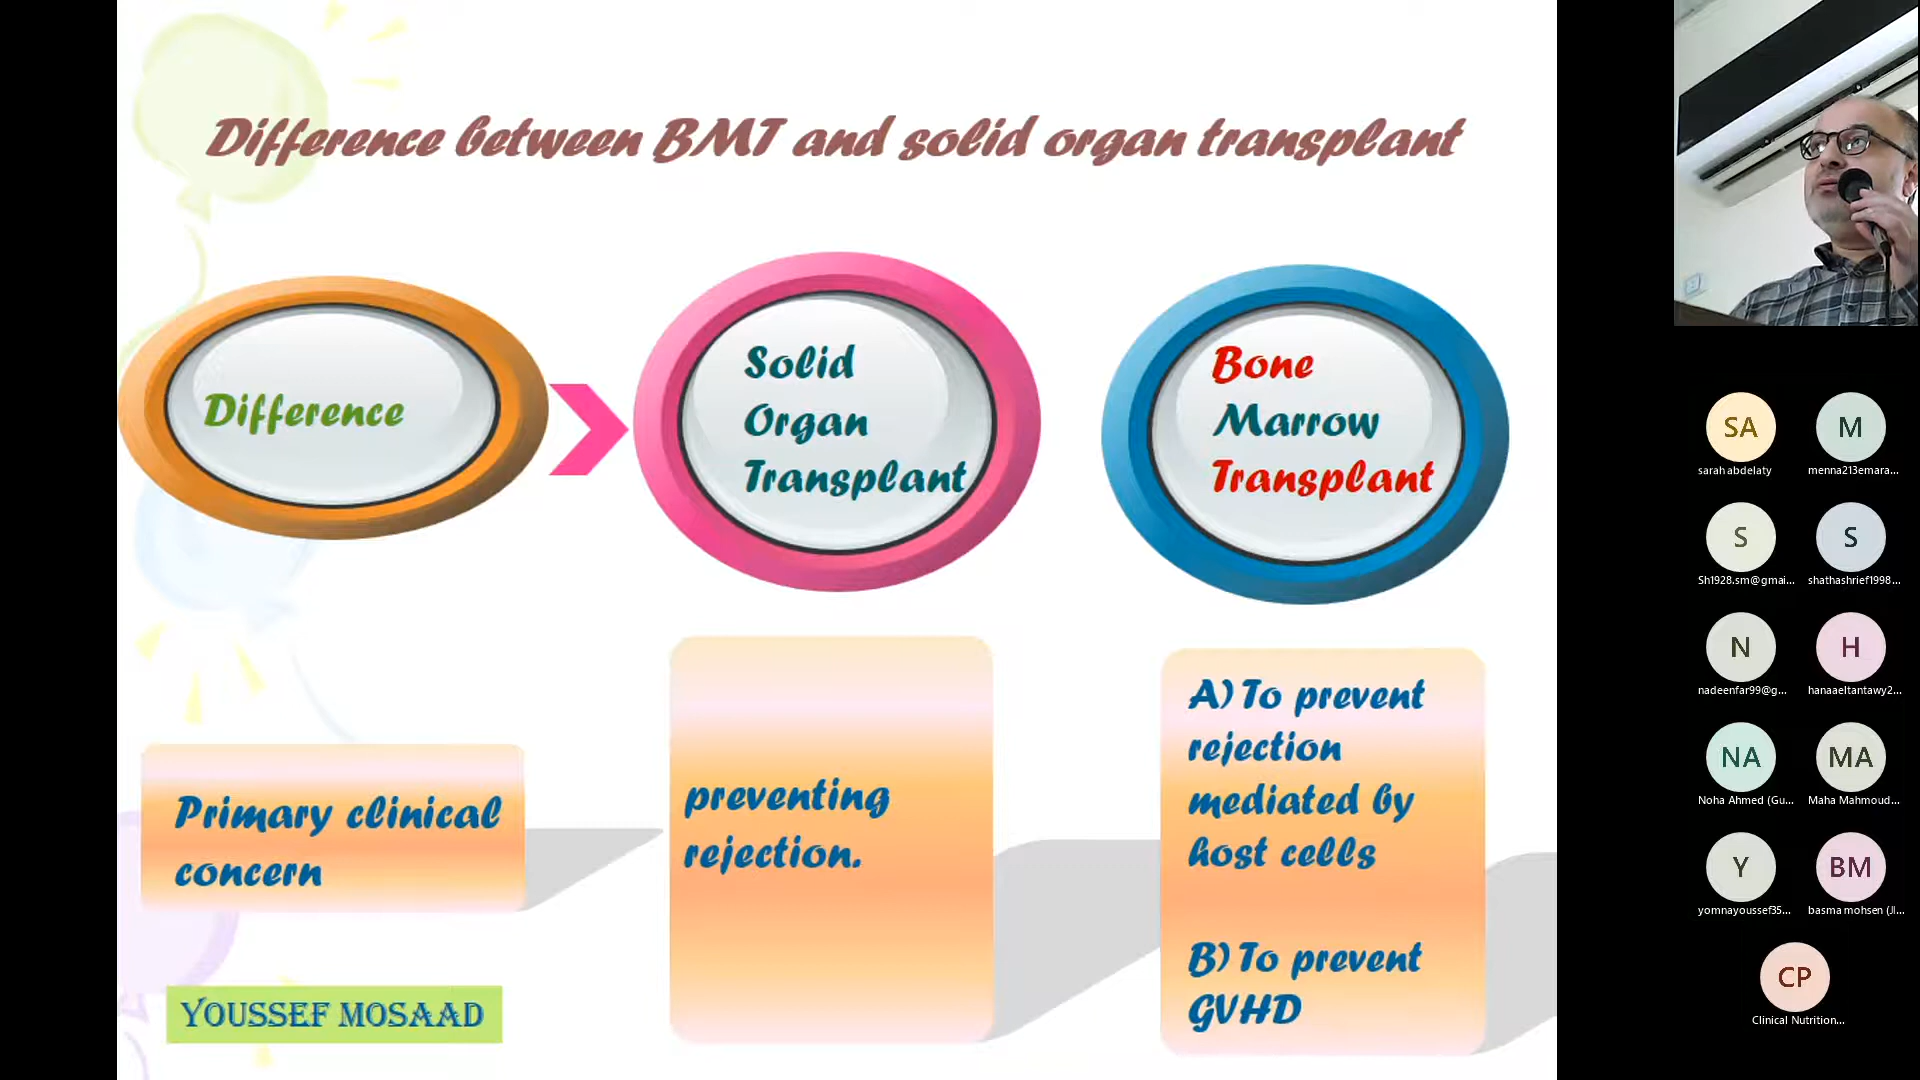 Difference between BMT and solid organ transplant
Difference
Solid
Organ
Transplant
Bone
Marrow
Transplant
Primary clinical
concern
preventing
rejection.
A) To prevent
rejection
mediated by
host cells
B) To prevent
GVHD
YOUSSEF MOSAAD
SA
sarah abdelaty
M
menna213emara...
S
Sh1928.sm@gmai...
S
shathashrief1998...
N
nadeenfar99@g...
H
hanaaeltantawy2...
NA
Noha Ahmed (Gu...
MA
Maha Mahmoud...
Y
yomnayoussef35...
BM
basma mohsen (JI...
CP
Clinical Nutrition...